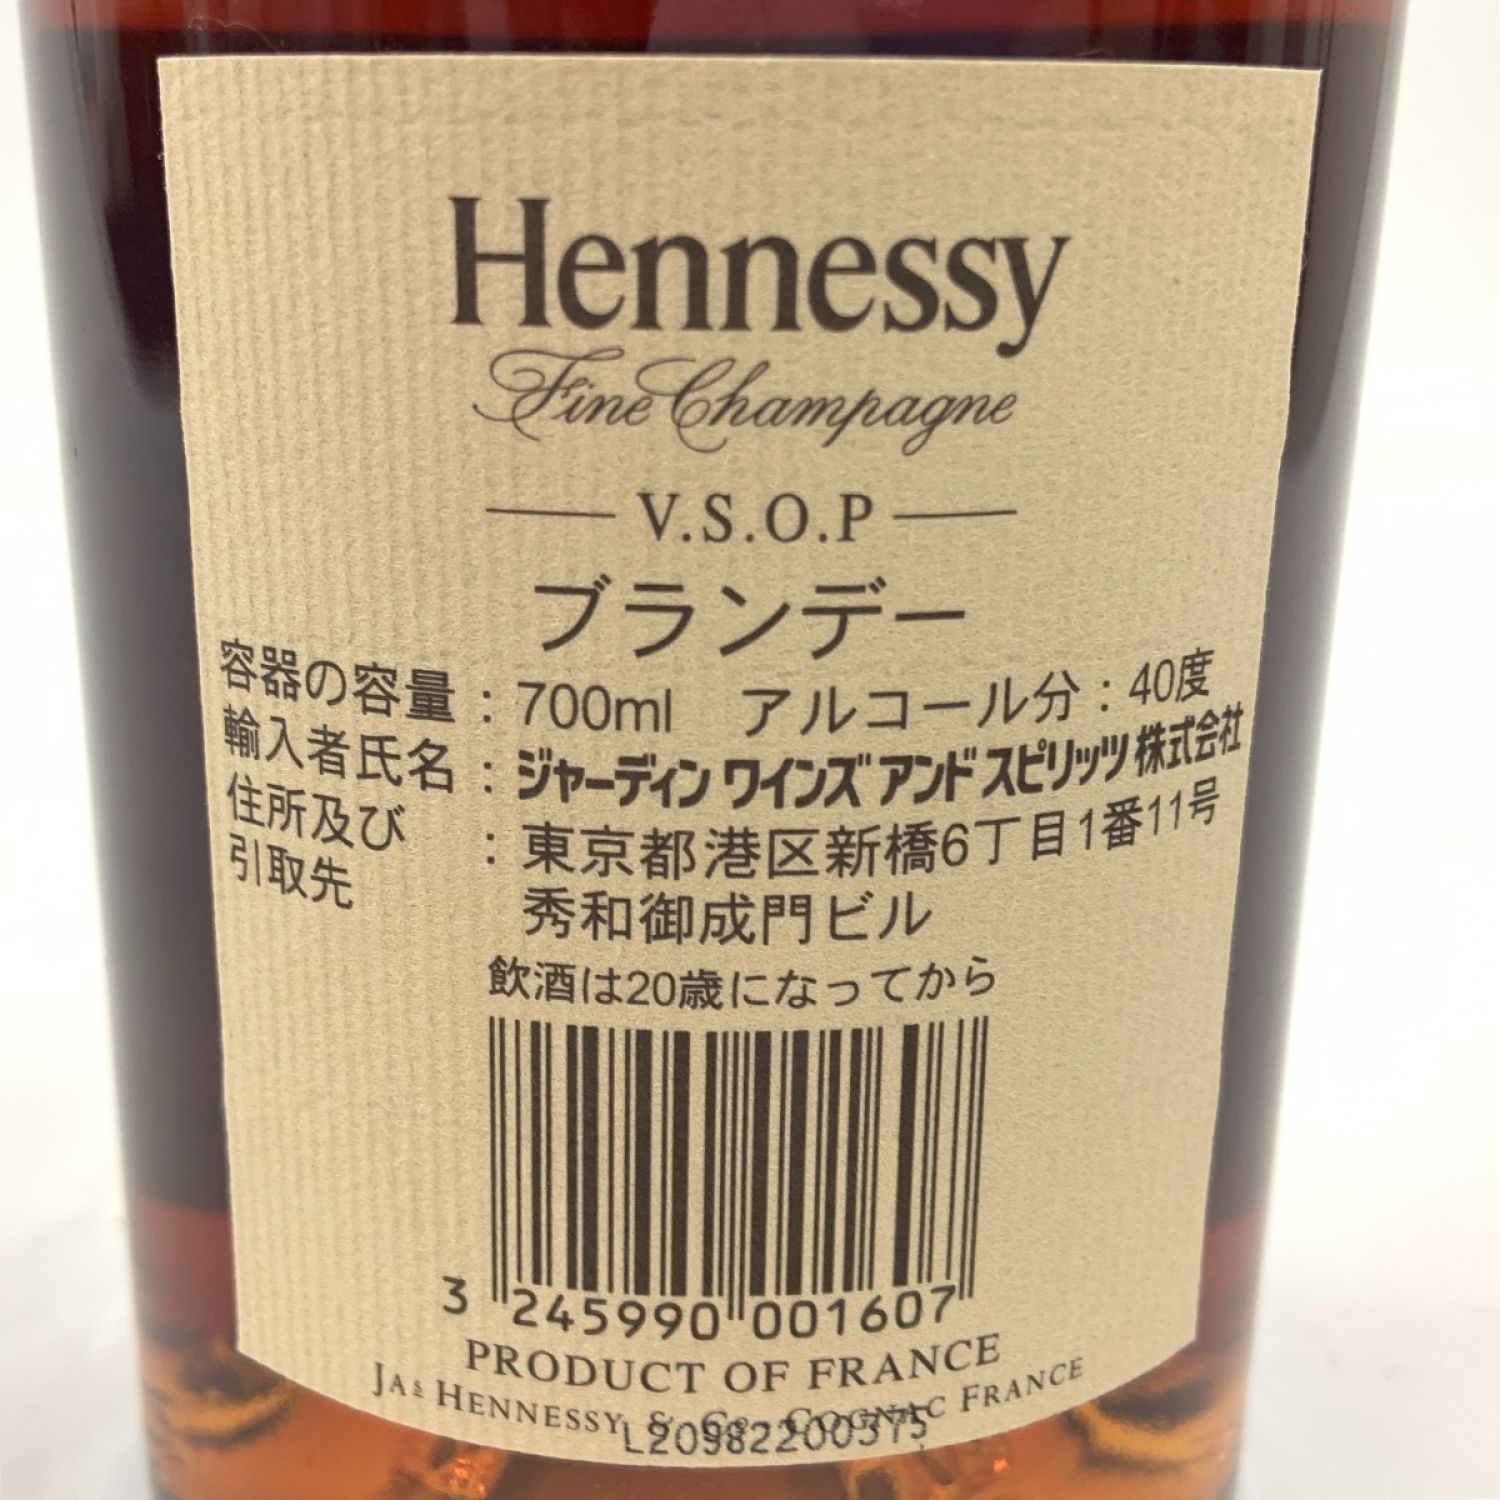 Hennessy
Fine Champagne
V.S.O.P
ブランデー
容器の容量：700ml　アルコール分：40度
輸入者氏名：ジャーディン ワインズ アンド スピリッツ 株式会社
住所及び引取先：東京都港区新橋6丁目1番11号
秀和御成門ビル
飲酒は20歳になってから
3 245990 001607
PRODUCT OF FRANCE
JAs HENNESSY & Co COGNAC FRANCE
L20982200375